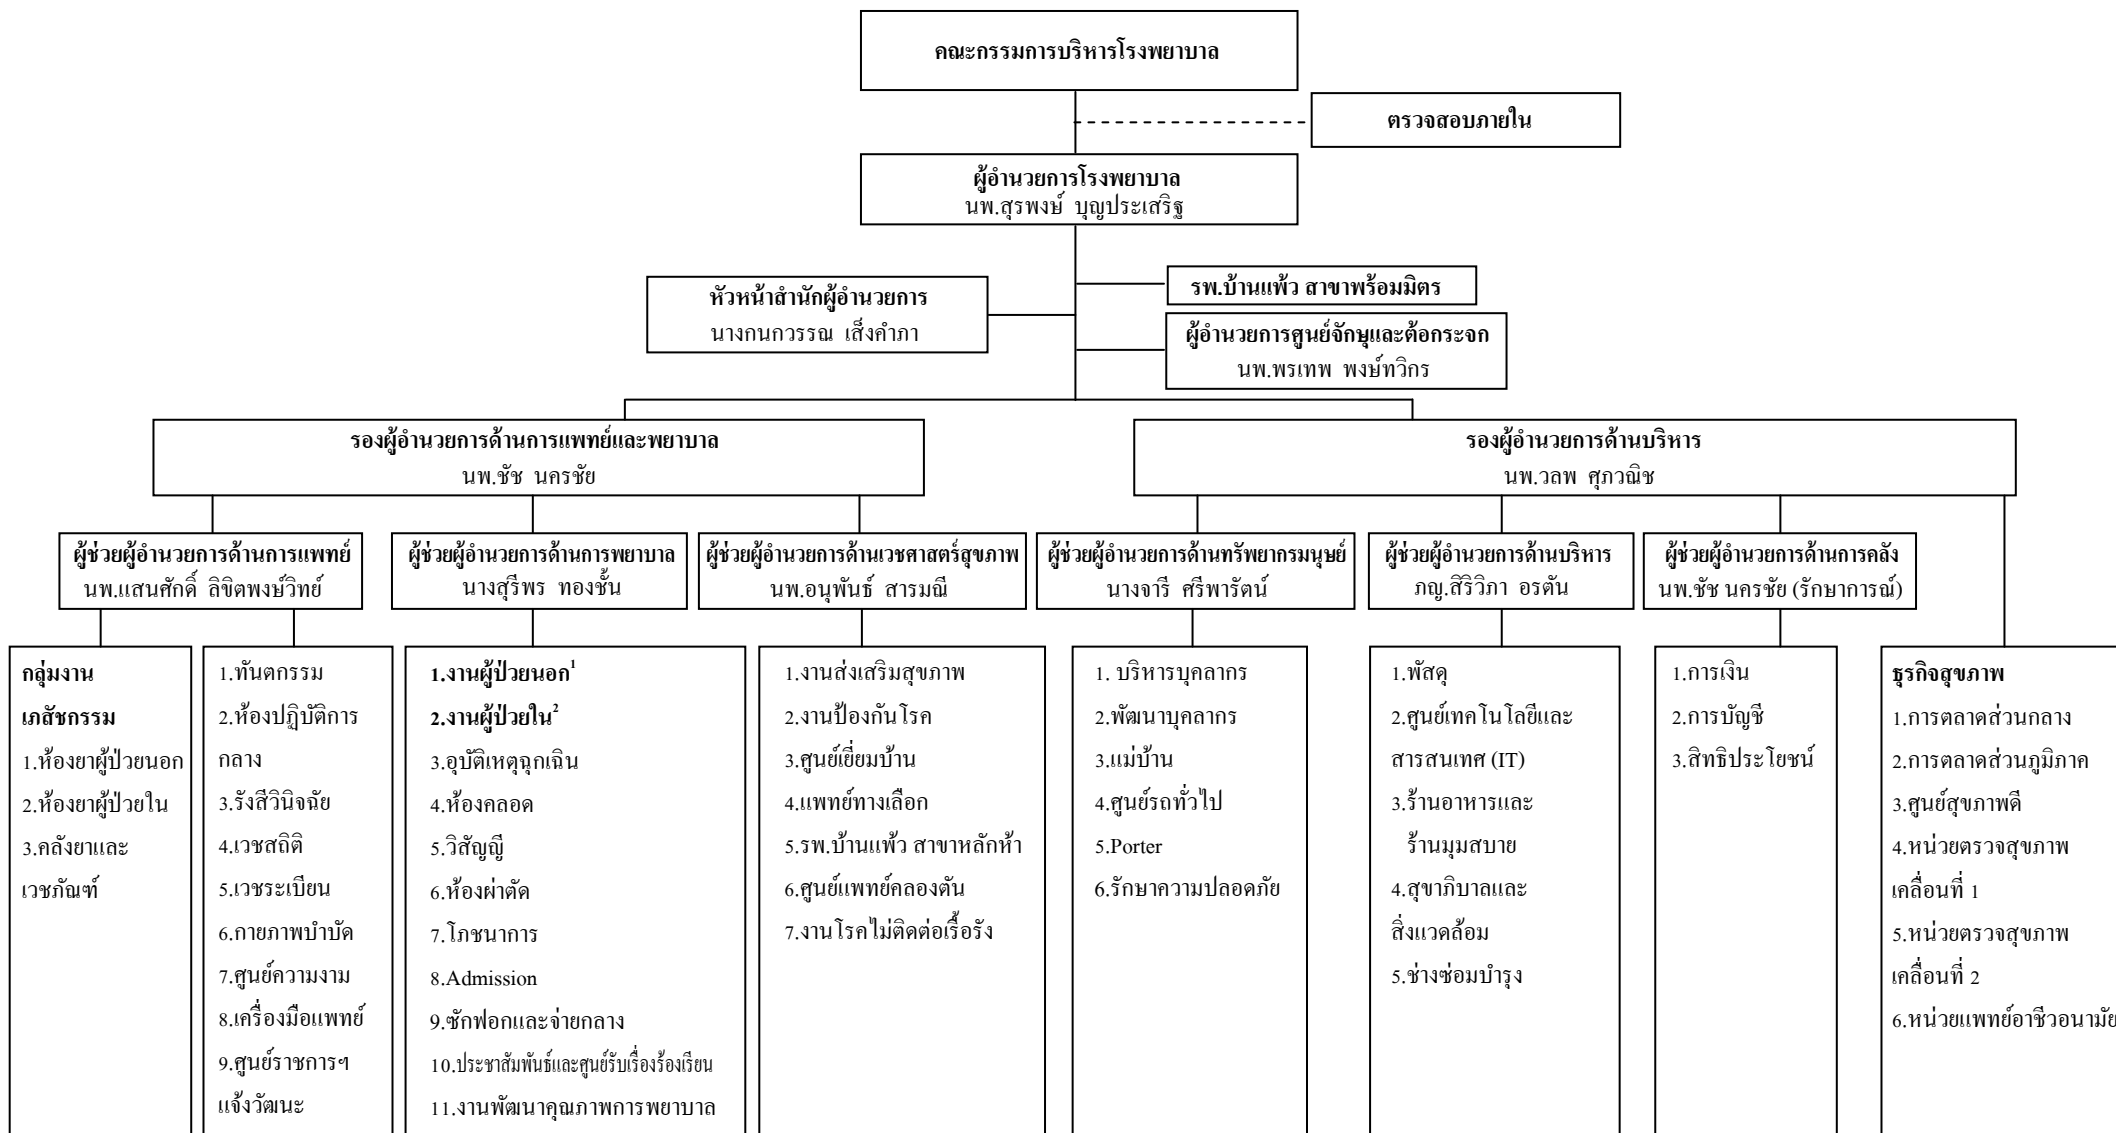 คณะกรรมการบริหารโรงพยาบาล
ตรวจสอบภายใน
ผู้อำนวยการโรงพยาบาล
นพ.สุรพงษ์ บุญประเสริฐ
หัวหน้าสำนักผู้อำนวยการ
นางกนกวรรณ เส็งคำภา
รพ.บ้านแพ้ว สาขาพร้อมมิตร
ผู้อำนวยการศูนย์จักษุและต้อกระจก
นพ.พรเทพ พงษ์ทวิกร
รองผู้อำนวยการด้านการแพทย์และพยาบาล
นพ.ชัช นครชัย
รองผู้อำนวยการด้านบริหาร
นพ.วลพ ศุภวณิช
ผู้ช่วยผู้อำนวยการด้านการแพทย์
นพ.แสนศักดิ์ ลิขิตพงษ์วิทย์
ผู้ช่วยผู้อำนวยการด้านการพยาบาล
นางสุรีพร ทองชั้น
ผู้ช่วยผู้อำนวยการด้านเวชศาสตร์สุขภาพ
นพ.อนุพันธ์ สารมณี
ผู้ช่วยผู้อำนวยการด้านทรัพยากรมนุษย์
นางจารี ศรีพารัตน์
ผู้ช่วยผู้อำนวยการด้านบริหาร
ภญ.สิริวิภา อรตัน
ผู้ช่วยผู้อำนวยการด้านการคลัง
นพ.ชัช นครชัย (รักษาการณ์)
กลุ่มงาน
เภสัชกรรม
1.ห้องยาผู้ป่วยนอก
2.ห้องยาผู้ป่วยใน
3.คลังยาและ
เวชภัณฑ์
1.ทันตกรรม
2.ห้องปฏิบัติการ
กลาง
3.รังสีวินิจฉัย
4.เวชสถิติ
5.เวชระเบียน
6.กายภาพบำบัด
7.ศูนย์ความงาม
8.เครื่องมือแพทย์
9.ศูนย์ราชการฯ
แจ้งวัฒนะ
1.งานผู้ป่วยนอก¹
2.งานผู้ป่วยใน²
3.อุบัติเหตุฉุกเฉิน
4.ห้องคลอด
5.วิสัญญี
6.ห้องผ่าตัด
7.โภชนาการ
8.Admission
9.ซักฟอกและจ่ายกลาง
10.ประชาสัมพันธ์และศูนย์รับเรื่องร้องเรียน
11.งานพัฒนาคุณภาพการพยาบาล
1.งานส่งเสริมสุขภาพ
2.งานป้องกันโรค
3.ศูนย์เยี่ยมบ้าน
4.แพทย์ทางเลือก
5.รพ.บ้านแพ้ว สาขาหลักห้า
6.ศูนย์แพทย์คลองตัน
7.งานโรคไม่ติดต่อเรื้อรัง
1. บริหารบุคลากร
2.พัฒนาบุคลากร
3.แม่บ้าน
4.ศูนย์รถทั่วไป
5.Porter
6.รักษาความปลอดภัย
1.พัสดุ
2.ศูนย์เทคโนโลยีและ
สารสนเทศ (IT)
3.ร้านอาหารและ
ร้านมุมสบาย
4.สุขาภิบาลและ
สิ่งแวดล้อม
5.ช่างซ่อมบำรุง
1.การเงิน
2.การบัญชี
3.สิทธิประโยชน์
ธุรกิจสุขภาพ
1.การตลาดส่วนกลาง
2.การตลาดส่วนภูมิภาค
3.ศูนย์สุขภาพดี
4.หน่วยตรวจสุขภาพ
เคลื่อนที่ 1
5.หน่วยตรวจสุขภาพ
เคลื่อนที่ 2
6.หน่วยแพทย์อาชีวอนามัย